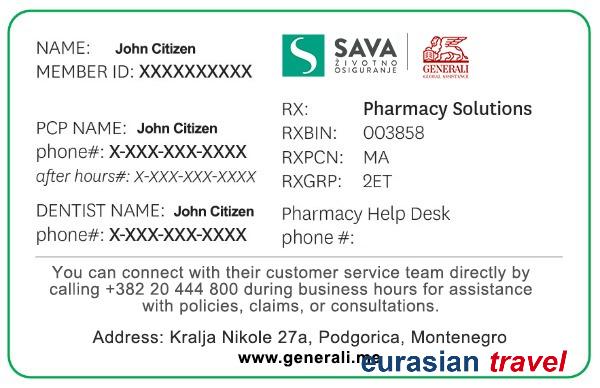 NAME: John Citizen
MEMBER ID: XXXXXXXXXX
SAVA
ŽIVOTNO
OSIGURANJE
GENERALI
GLOBAL ASSISTANCE
PCP NAME: John Citizen
phone#: X-XXX-XXX-XXXX
after hours#: X-XXX-XXX-XXXX
DENTIST NAME: John Citizen
phone#: X-XXX-XXX-XXXX
RX: Pharmacy Solutions
RXBIN: 003858
RXPCN: MA
RXGRP: 2ET
Pharmacy Help Desk
phone #:
You can connect with their customer service team directly by
calling +382 20 444 800 during business hours for assistance
with policies, claims, or consultations.
Address: Kralja Nikole 27a, Podgorica, Montenegro
www.generali.me
eurasian travel